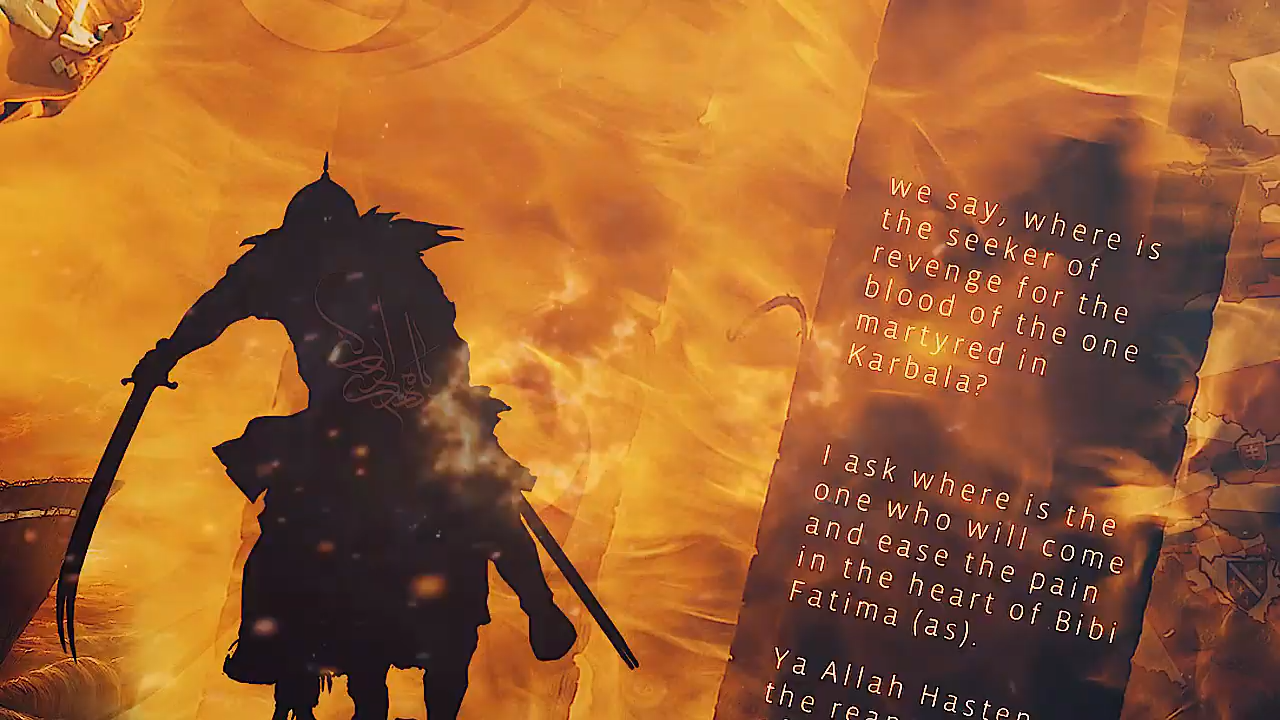 we say, where is
the seeker of
revenge for the
blood of the one
martyred in
Karbala?
I ask where is the
one who will come
and ease the pain
in the heart of Bibi
Fatima (as).
Ya Allah Hasten
the